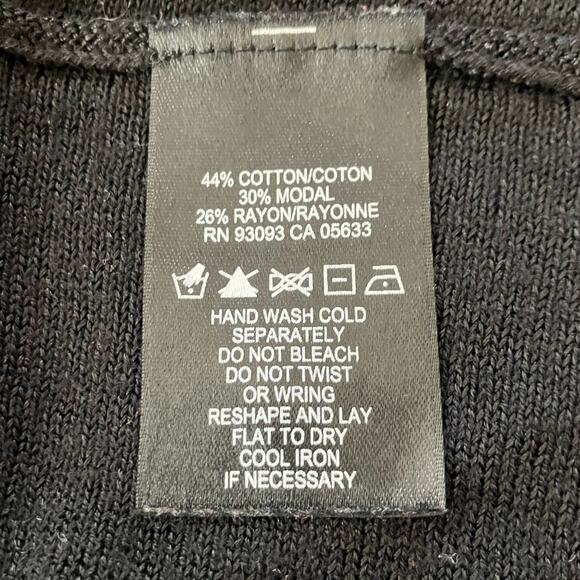 44% COTTON/COTON
30% MODAL
26% RAYON/RAYONNE
RN 93093 CA 05633
HAND WASH COLD
SEPARATELY
DO NOT BLEACH
DO NOT TWIST
OR WRING
RESHAPE AND LAY
FLAT TO DRY
COOL IRON
IF NECESSARY